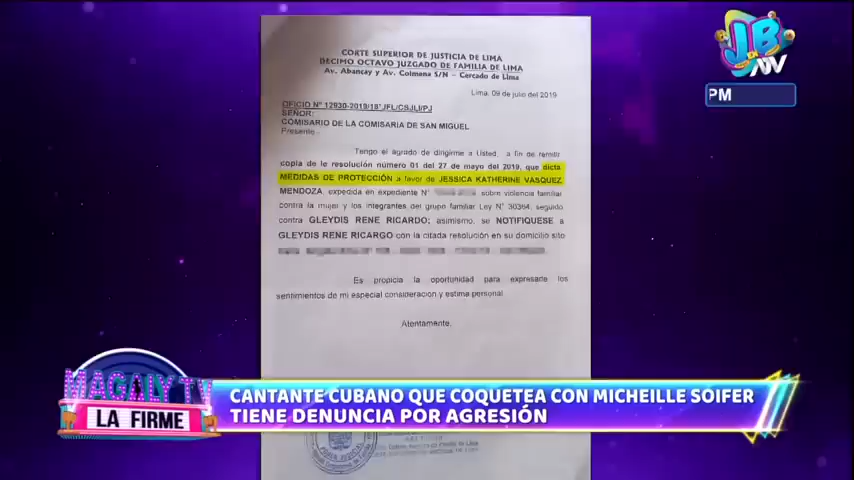 CORTE SUPERIOR DE JUSTICIA DE LIMA
DECIMO OCTAVO JUZGADO DE FAMILIA DE LIMA
Av. Abancay y Av. Colmena S/N – Cercado de Lima
Lima, 09 de julio del 2019
OFICIO Nº 12930-2019/18°JFL/CSJLI/PJ
SEÑOR:
COMISARIO DE LA COMISARIA DE SAN MIGUEL
Presente.-
Tengo el agrado de dirigirme a Usted, a fin de remitir
copia de le resolución número 01 del 27 de mayo del 2019, que dicta
MEDIDAS DE PROTECCIÓN a favor de JESSICA KATHERINE VASQUEZ
MENDOZA, expedida en expediente N° sobre violencia familiar
contra la mujer y los integrantes del grupo familiar Ley N° 30364, seguido
contra GLEYDIS RENE RICARDO; asimismo, se NOTIFIQUESE a
GLEYDIS RENE RICARGO con la citada resolución en su domicilio sito
Es propicia la oportunidad para expresarle los
sentimientos de mi especial consideración y estima personal
Atentamente,
JB
ATV
PM
MAGALY TV
LA FIRME
CANTANTE CUBANO QUE COQUETEA CON MICHEILLE SOIFER
TIENE DENUNCIA POR AGRESIÓN